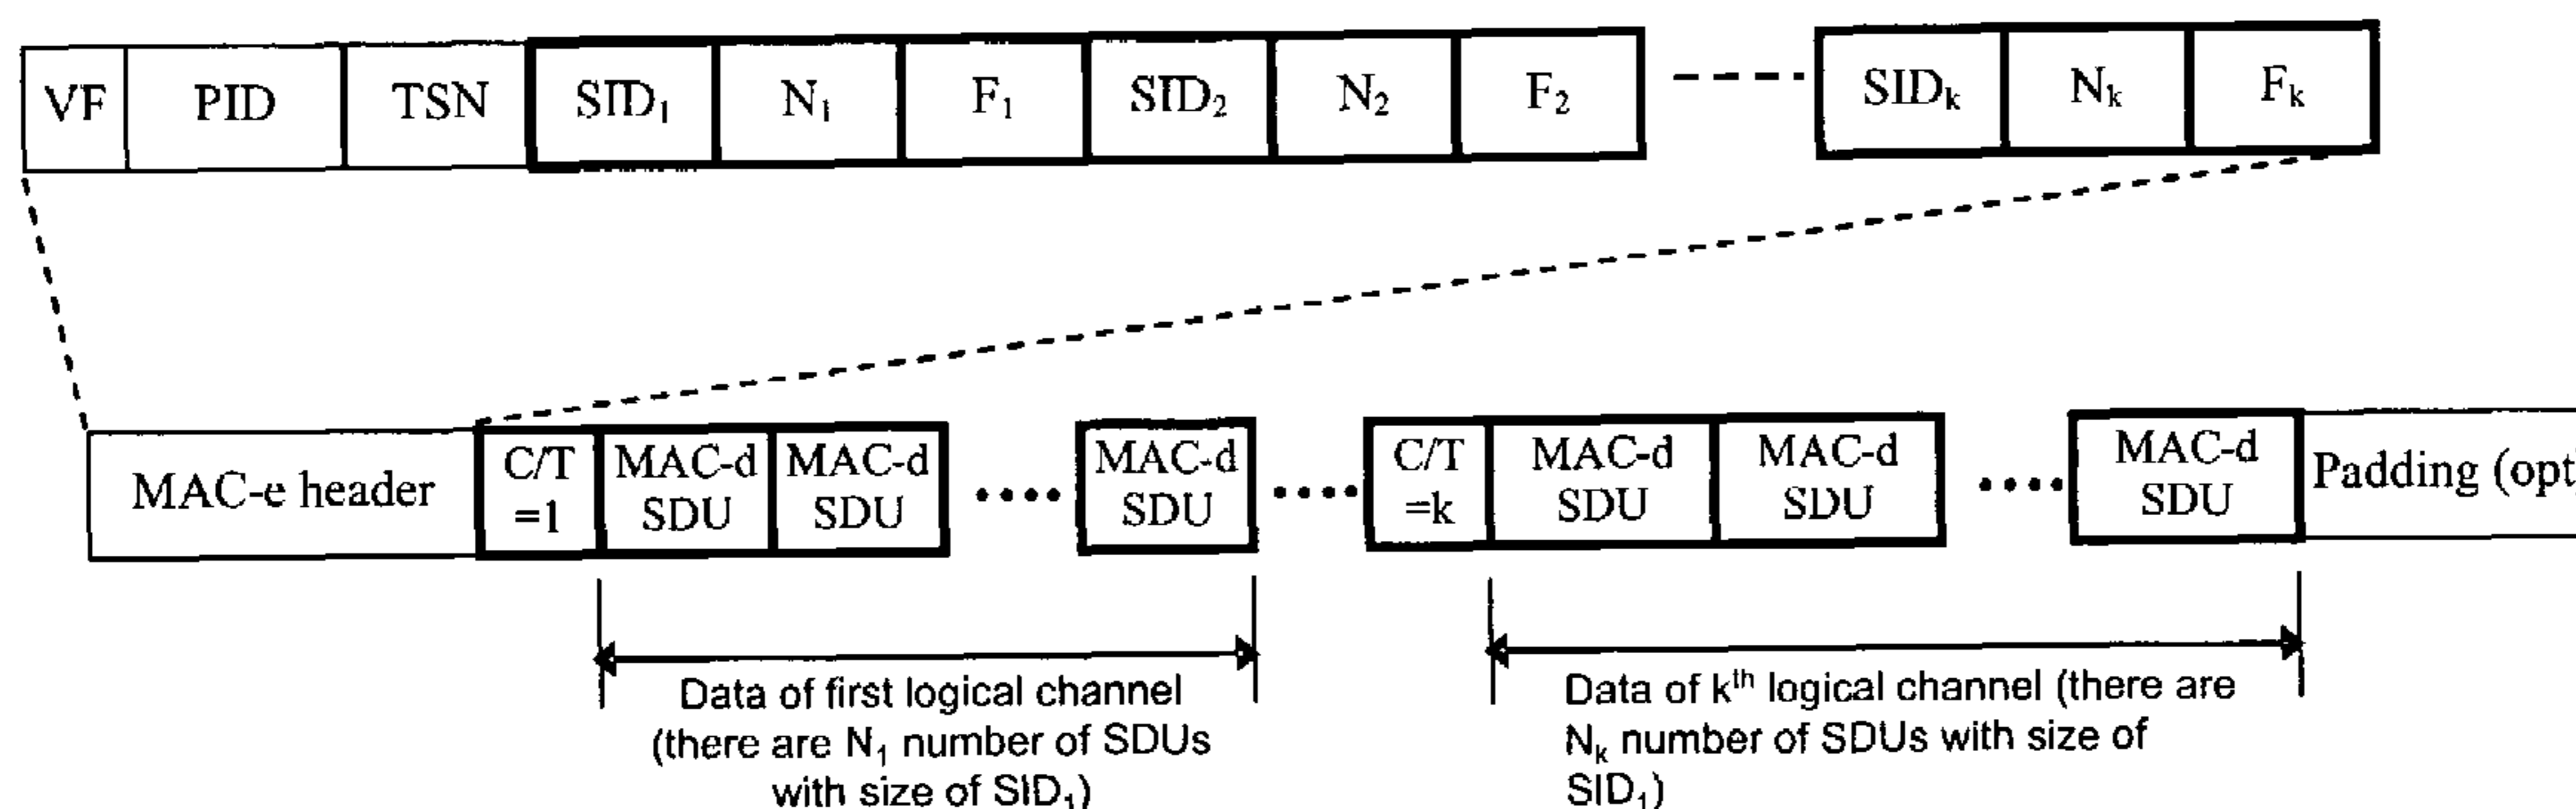 VF PID TSN SID₁ N₁ F₁ SID₂ N₂ F₂ SIDₖ Nₖ Fₖ
MAC-e header C/T =1 MAC-d SDU MAC-d SDU MAC-d SDU C/T =k MAC-d SDU MAC-d SDU MAC-d SDU Padding (opt
Data of first logical channel
(there are N₁ number of SDUs
with size of SID₁)
Data of kᵗʰ logical channel (there are
Nₖ number of SDUs with size of
SID₁)